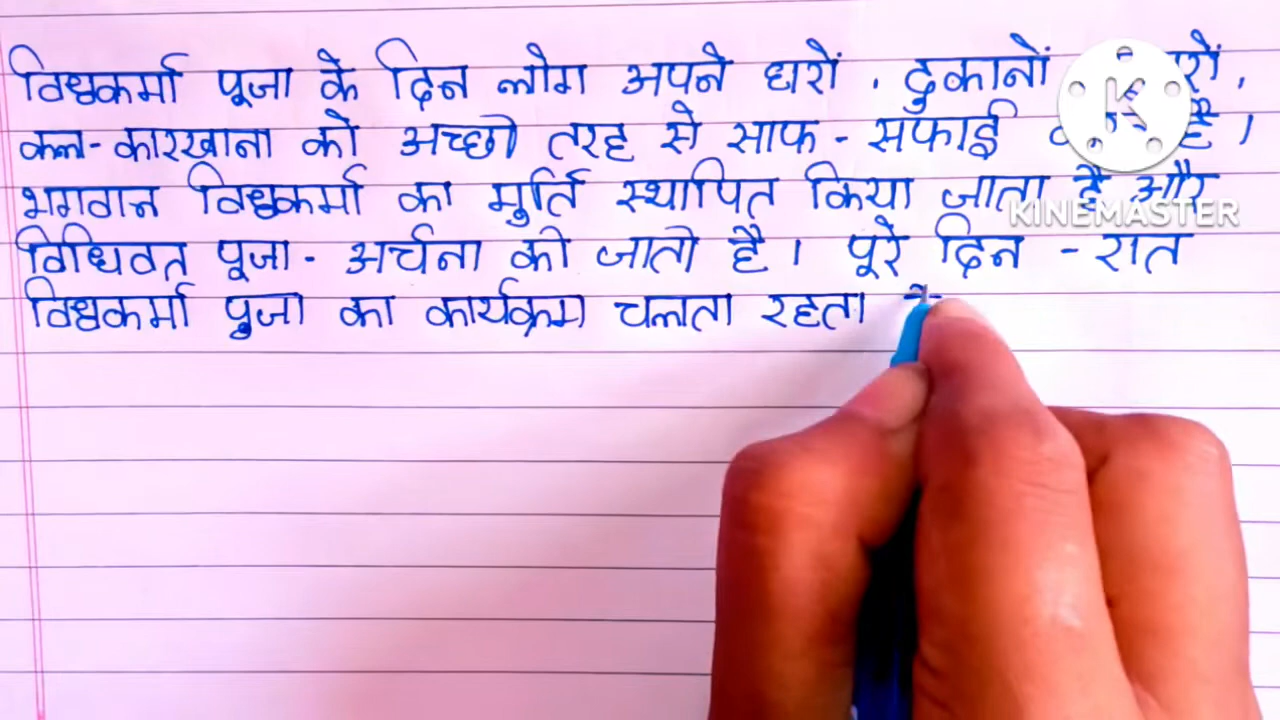 विश्वकर्मा पूजा के दिन लोग अपने घरों, दुकानों
कल-कारखाना को अच्छी तरह से साफ-सफाई है।
भगवान विश्वकर्मा का मुर्ति स्थापित किया जाता है और
विधिवत पूजा-अर्चना की जाती है। पूरे दिन-रात
विश्वकर्मा पूजा का कार्यक्रम चलता रहता
KINEMASTER